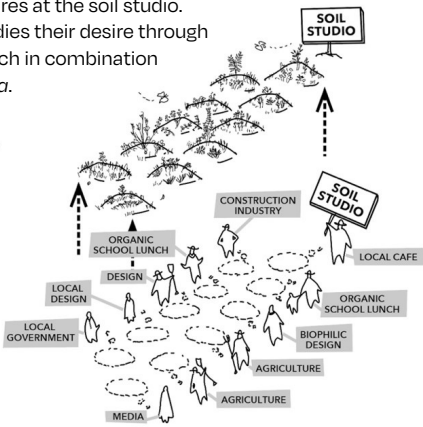 res at the soil studio.
dies their desire through
ch in combination
a.
SOIL
STUDIO
CONSTRUCTION
INDUSTRY
SOIL
STUDIO
ORGANIC
SCHOOL LUNCH
LOCAL CAFE
DESIGN
LOCAL
DESIGN
ORGANIC
SCHOOL LUNCH
LOCAL
GOVERNMENT
BIOPHILIC
DESIGN
AGRICULTURE
AGRICULTURE
MEDIA